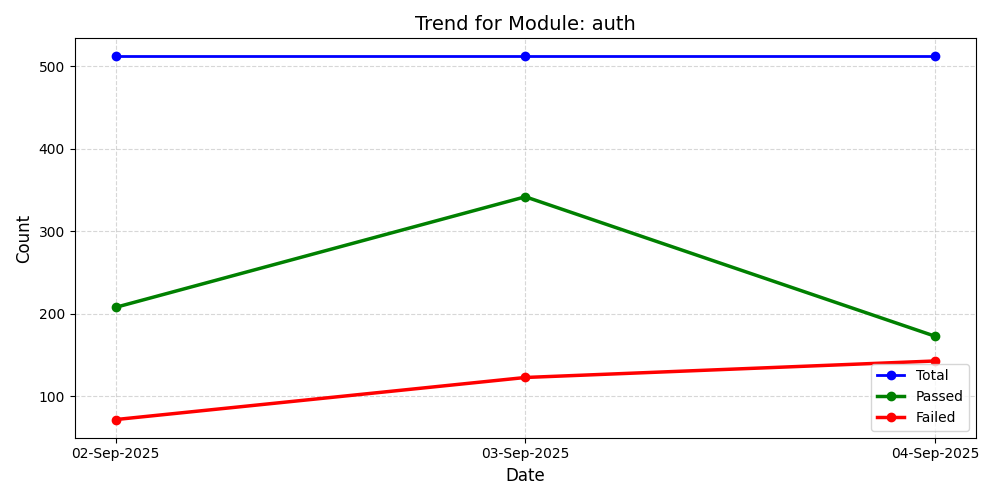 Trend for Module: auth
Count
500
400
300
200
100
Total
Passed
Failed
02-Sep-2025
03-Sep-2025
04-Sep-2025
Date